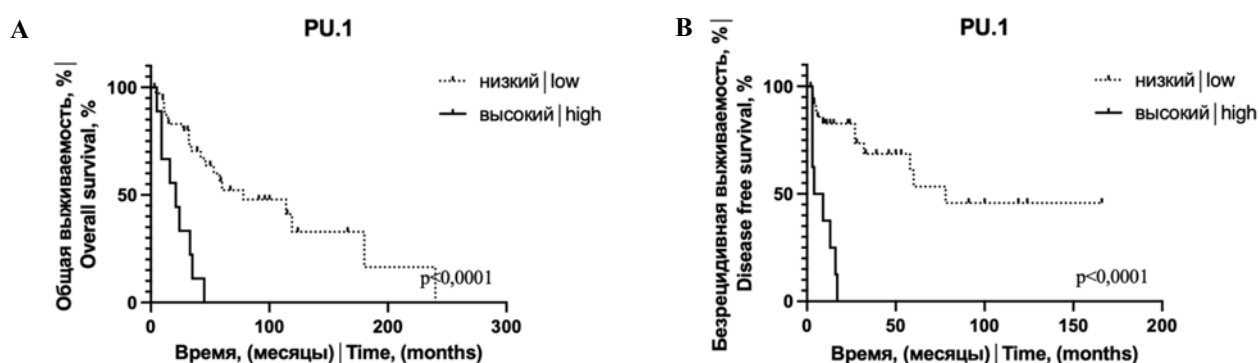 A
PU.1
Общая выживаемость, %|
Overall survival, %
100
50
0
низкий|low
высокий|high
p<0,0001
0
100
200
300
Время, (месяцы)|Time, (months)
B
PU.1
Безрецидивная выживаемость, %|
Disease free survival, %
100
50
0
низкий|low
высокий|high
p<0,0001
0
50
100
150
200
Время, (месяцы)|Time, (months)